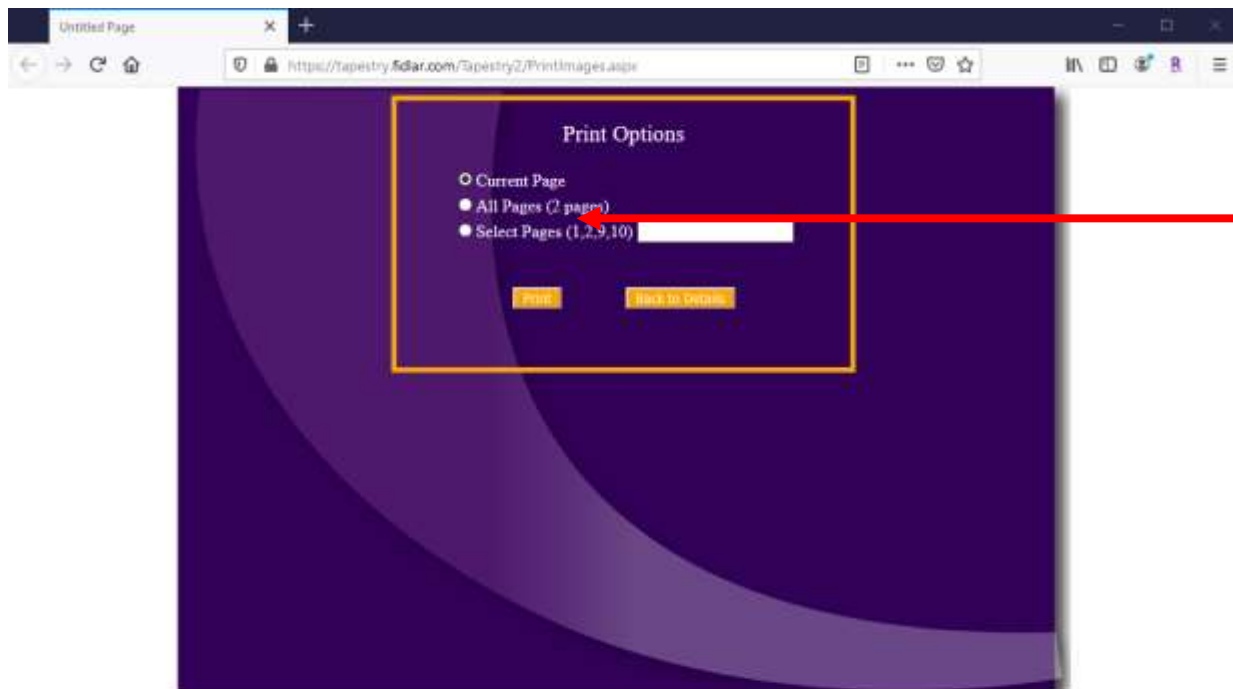 Untitled Page
https://tapestry.fidlar.com/Tapestry2/PrintImages.aspx
Print Options
Current Page
All Pages (2 pages)
Select Pages (1,2,9,10)
Print
Back to Details